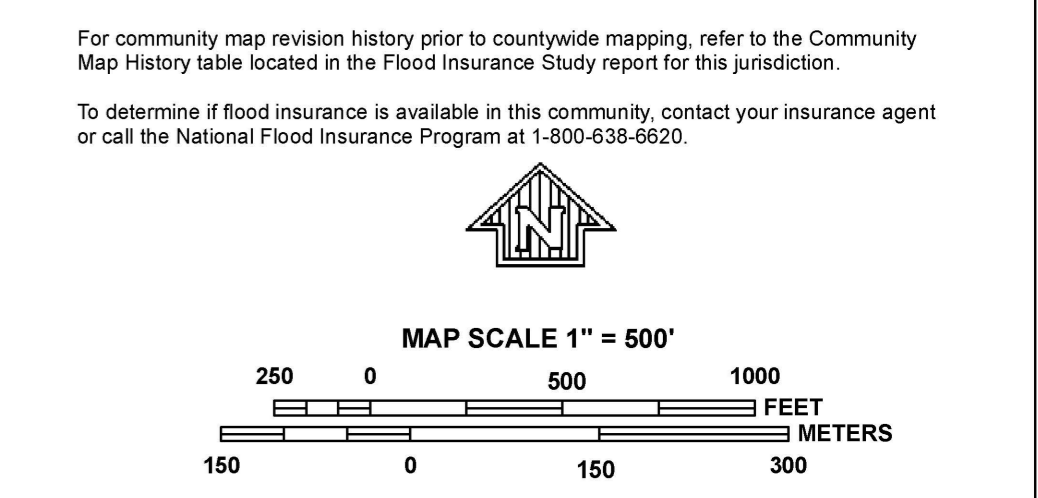 For community map revision history prior to countywide mapping, refer to the Community
Map History table located in the Flood Insurance Study report for this jurisdiction.
To determine if flood insurance is available in this community, contact your insurance agent
or call the National Flood Insurance Program at 1-800-638-6620.
N
MAP SCALE 1" = 500'
250 0 500 1000
FEET
METERS
150 0 150 300